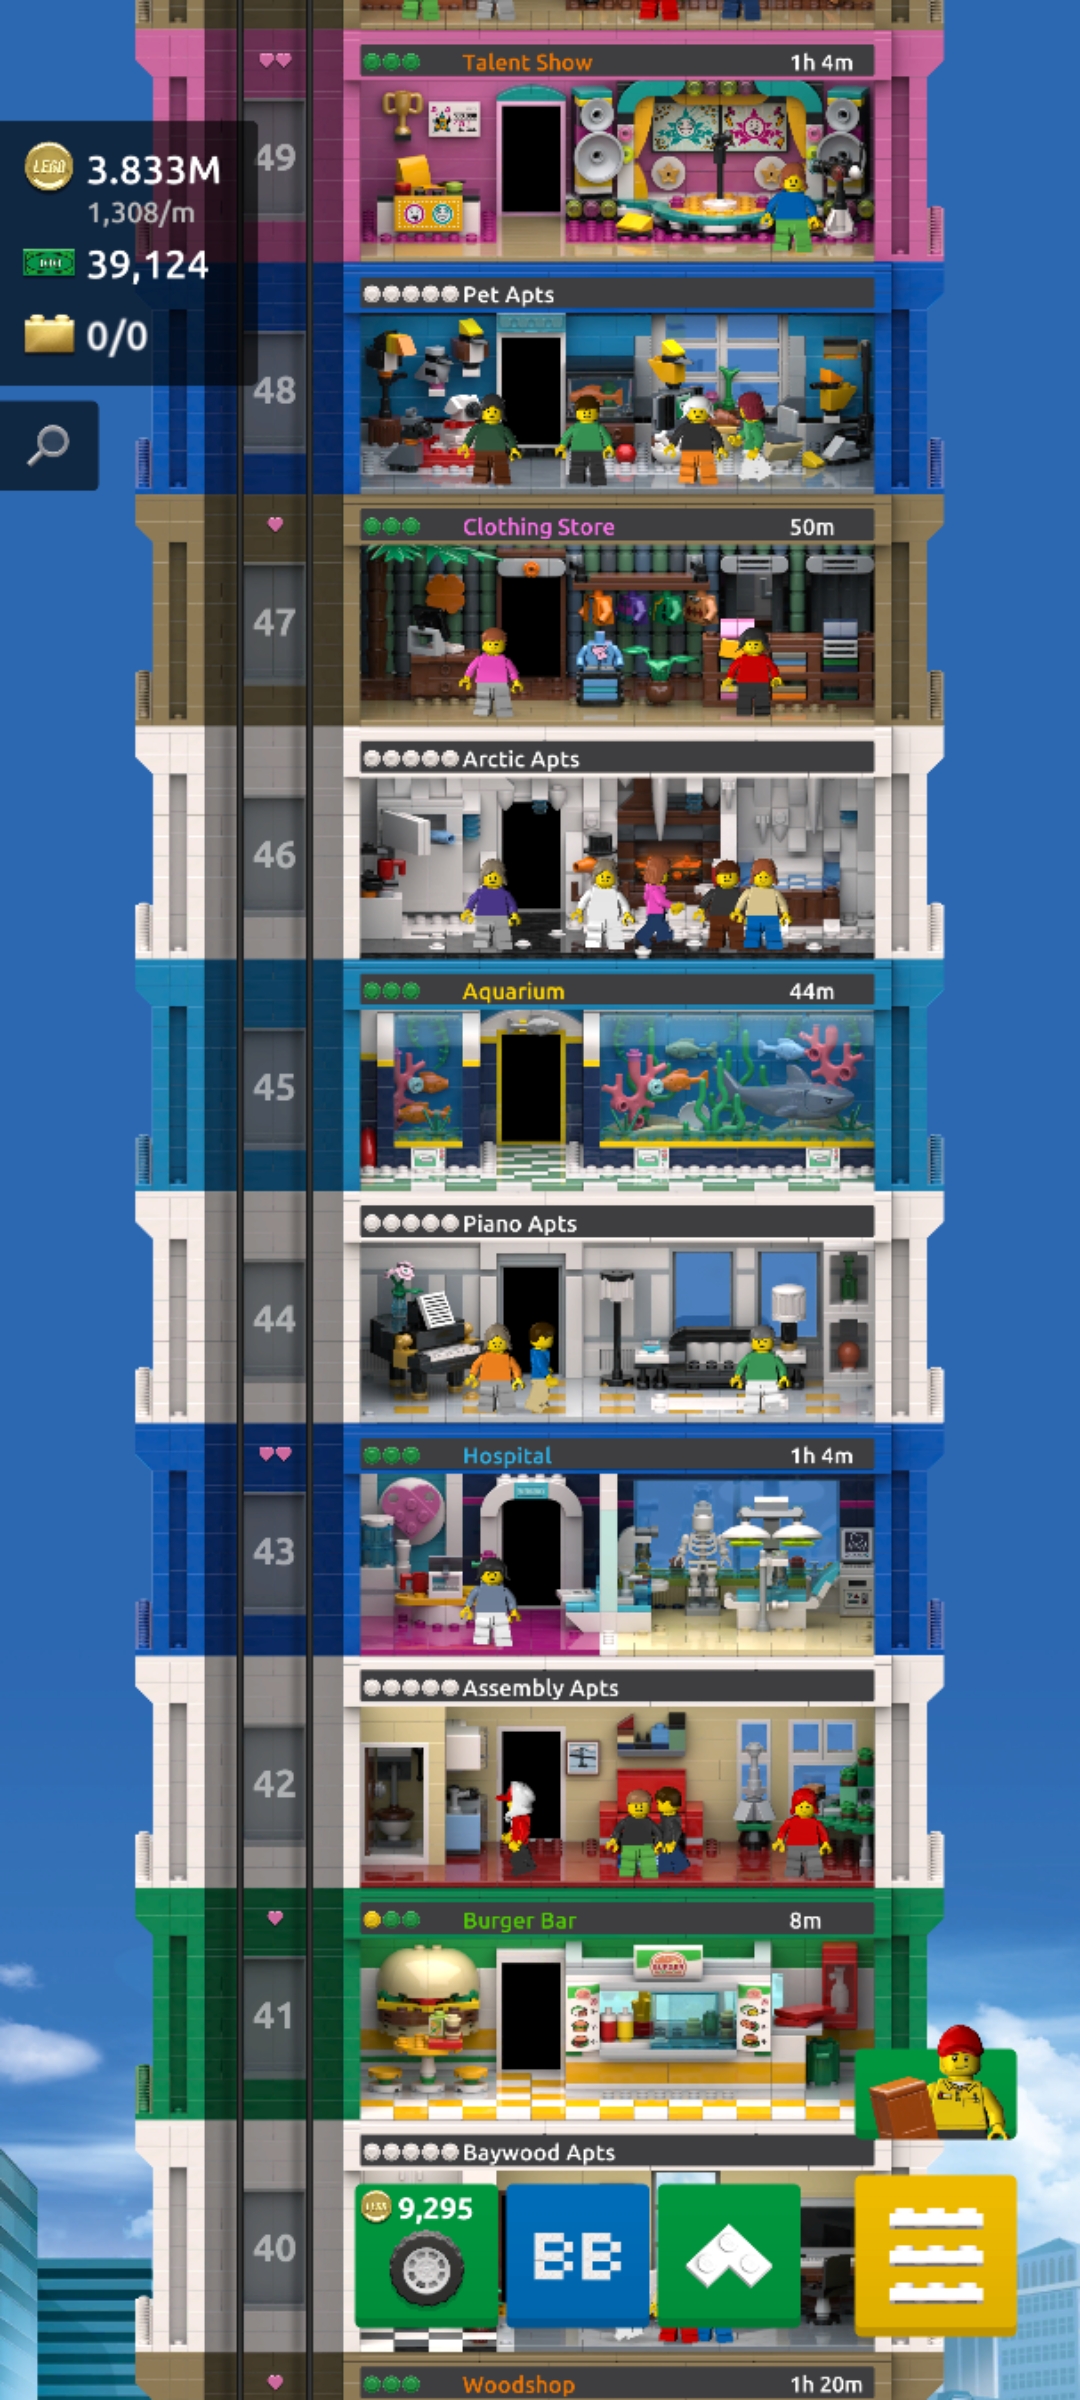 Talent Show 1h 4m
49
LEGO 3.833M
1,308/m
39,124
0/0
Pet Apts
48
Clothing Store 50m
47
Arctic Apts
46
Aquarium 44m
45
Piano Apts
44
Hospital 1h 4m
43
Assembly Apts
42
Burger Bar 8m
41
Baywood Apts
9,295
BB
40
Woodshop 1h 20m